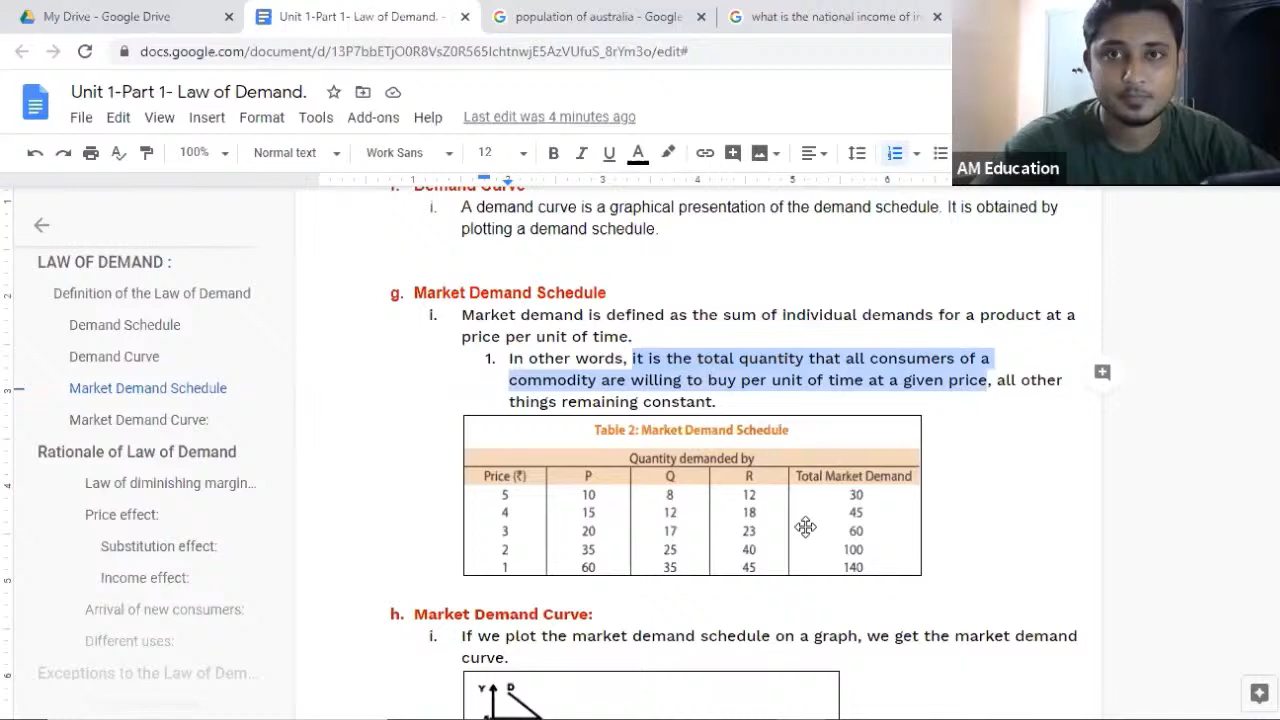 My Drive - Google Drive
Unit 1-Part 1- Law of Demand. -
population of australia - Google
what is the national income of in
docs.google.com/document/d/13P7bbETjO0R8VsZ0R565IchtnwjE5AzVUfuS_8rYm3o/edit#
Unit 1-Part 1- Law of Demand.
File Edit View Insert Format Tools Add-ons Help Last edit was 4 minutes ago
100% Normal text Work Sans 12
AM Education
1 2 3 4 5 6
LAW OF DEMAND :
Definition of the Law of Demand
Demand Schedule
Demand Curve
Market Demand Schedule
Market Demand Curve:
Rationale of Law of Demand
Law of diminishing margin...
Price effect:
Substitution effect:
Income effect:
Arrival of new consumers:
Different uses:
Exceptions to the Law of Dem...
f. Demand Curve
i. A demand curve is a graphical presentation of the demand schedule. It is obtained by
plotting a demand schedule.
g. Market Demand Schedule
i. Market demand is defined as the sum of individual demands for a product at a
price per unit of time.
1. In other words, it is the total quantity that all consumers of a
commodity are willing to buy per unit of time at a given price, all other
things remaining constant.
Table 2: Market Demand Schedule
Quantity demanded by
Price (₹) P Q R Total Market Demand
5 10 8 12 30
4 15 12 18 45
3 20 17 23 60
2 35 25 40 100
1 60 35 45 140
h. Market Demand Curve:
i. If we plot the market demand schedule on a graph, we get the market demand
curve.
Y D